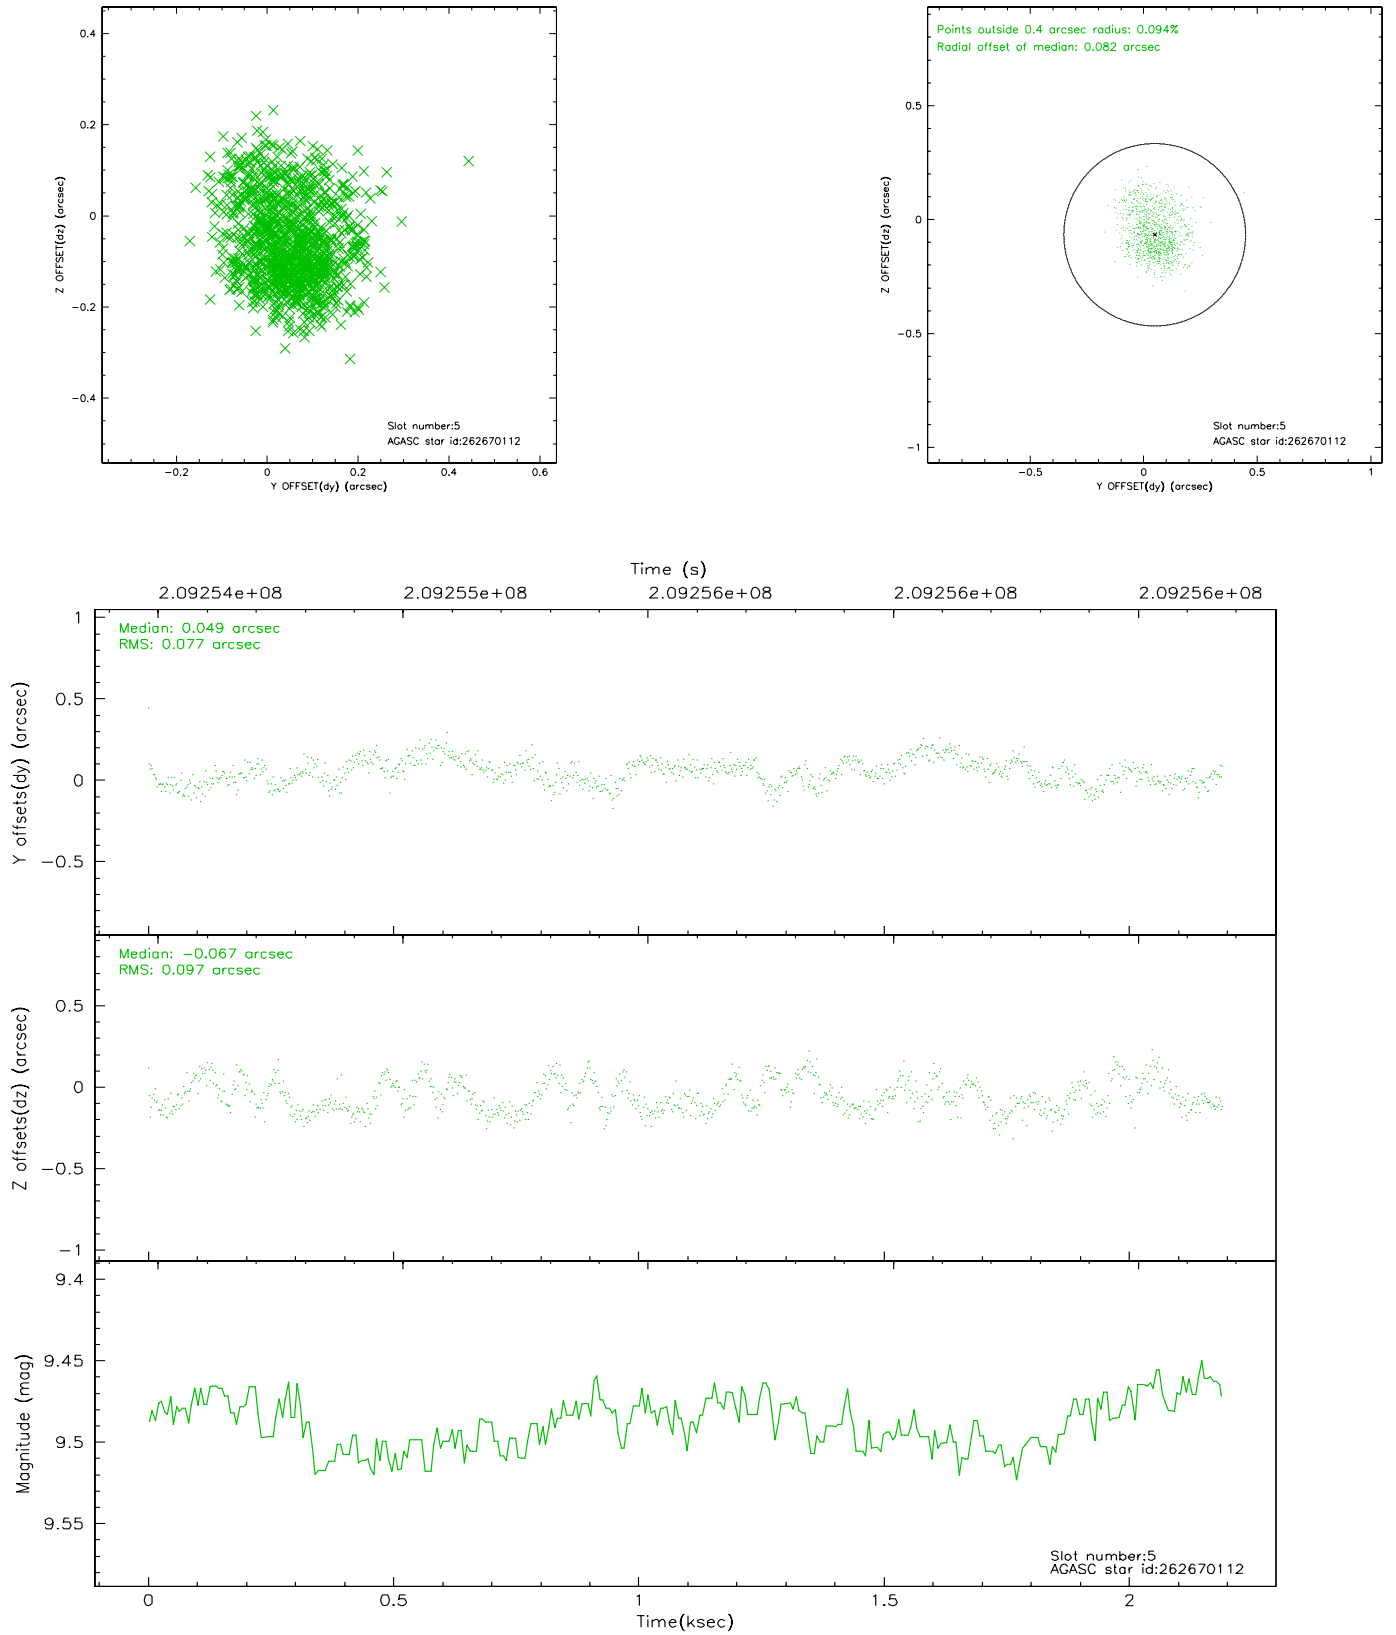 0.4
0.2
0
−0.2
−0.4
Z OFFSET(dz) (arcsec)
Slot number:5
AGASC star id:262670112
−0.2
0
0.2
0.4
0.6
Y OFFSET(dy) (arcsec)
Points outside 0.4 arcsec radius: 0.094%
Radial offset of median: 0.082 arcsec
0.5
0
−0.5
−1
Z OFFSET(dz) (arcsec)
Slot number:5
AGASC star id:262670112
−0.5
0
0.5
1
Y OFFSET(dy) (arcsec)
Time (s)
2.09254e+08
2.09255e+08
2.09256e+08
2.09256e+08
2.09256e+08
Median: 0.049 arcsec
RMS: 0.077 arcsec
1
0.5
0
−0.5
Y offsets(dy) (arcsec)
Median: −0.067 arcsec
RMS: 0.097 arcsec
0.5
0
−0.5
−1
Z offsets(dz) (arcsec)
9.4
9.45
9.5
9.55
Magnitude (mag)
Slot number:5
AGASC star id:262670112
0
0.5
1
1.5
2
Time(ksec)